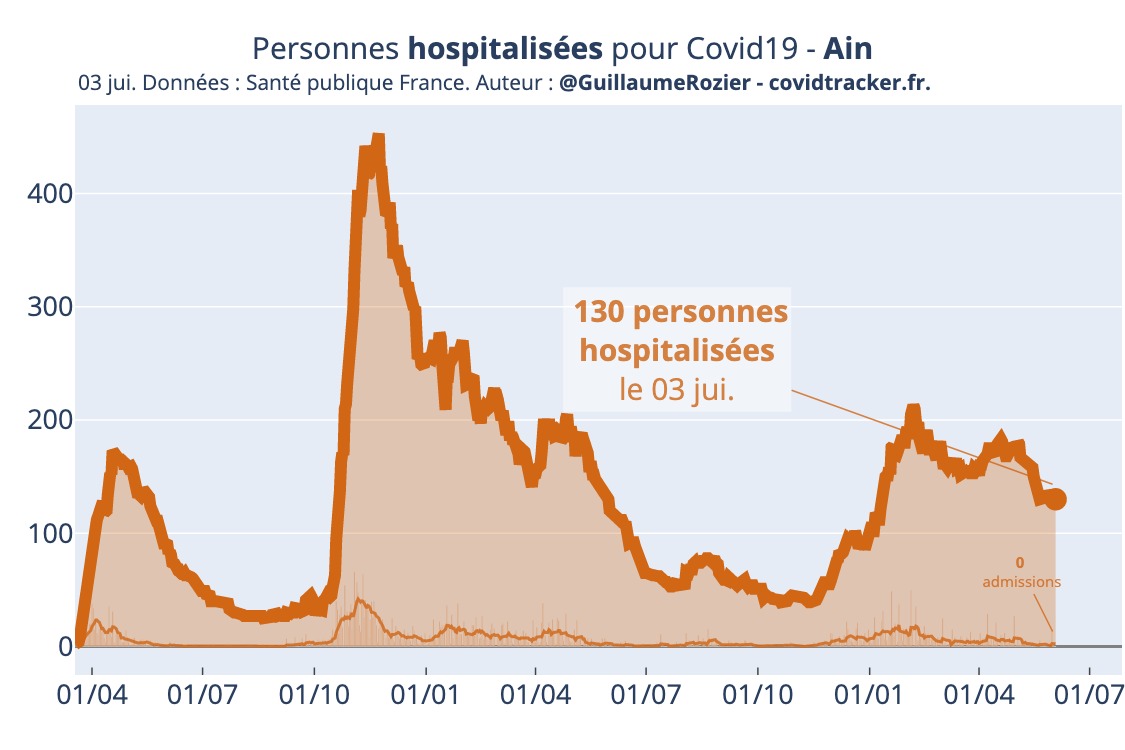 Personnes hospitalisées pour Covid19 - Ain
03 jui. Données : Santé publique France. Auteur : @GuillaumeRozier - covidtracker.fr.
400
300
200
100
0
130 personnes
hospitalisées
le 03 jui.
0
admissions
01/04 01/07 01/10 01/01 01/04 01/07 01/10 01/01 01/04 01/07